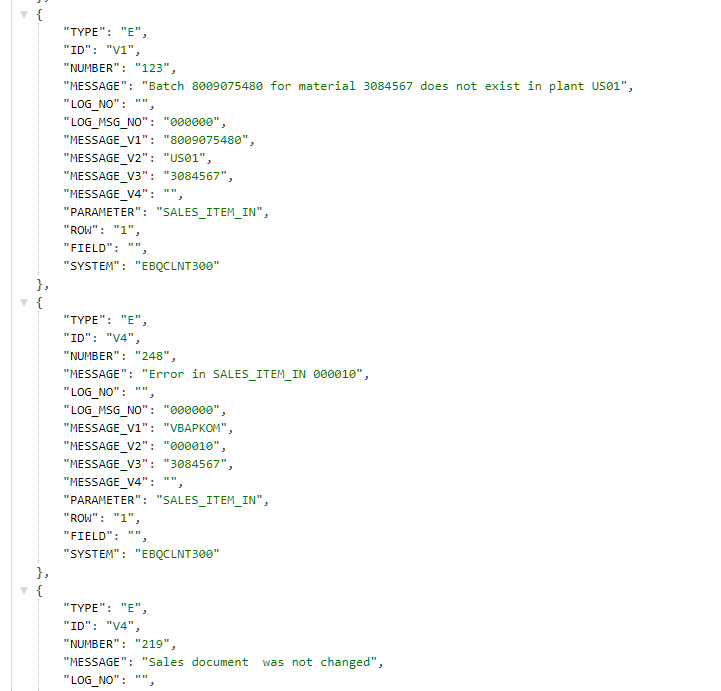 {
"TYPE": "E",
"ID": "V1",
"NUMBER": "123",
"MESSAGE": "Batch 8009075480 for material 3084567 does not exist in plant US01",
"LOG_NO": "",
"LOG_MSG_NO": "000000",
"MESSAGE_V1": "8009075480",
"MESSAGE_V2": "US01",
"MESSAGE_V3": "3084567",
"MESSAGE_V4": "",
"PARAMETER": "SALES_ITEM_IN",
"ROW": "1",
"FIELD": "",
"SYSTEM": "EBQCLNT300"
},
{
"TYPE": "E",
"ID": "V4",
"NUMBER": "248",
"MESSAGE": "Error in SALES_ITEM_IN 000010",
"LOG_NO": "",
"LOG_MSG_NO": "000000",
"MESSAGE_V1": "VBAPKOM",
"MESSAGE_V2": "000010",
"MESSAGE_V3": "3084567",
"MESSAGE_V4": "",
"PARAMETER": "SALES_ITEM_IN",
"ROW": "1",
"FIELD": "",
"SYSTEM": "EBQCLNT300"
},
{
"TYPE": "E",
"ID": "V4",
"NUMBER": "219",
"MESSAGE": "Sales document  was not changed",
"LOG_NO": "",